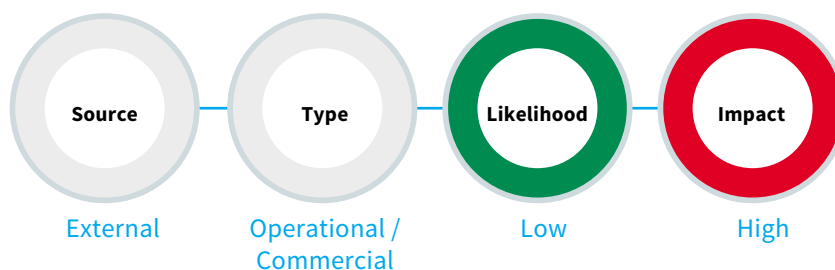 Source
Type
Likelihood
Impact
External
Operational /
Commercial
Low
High